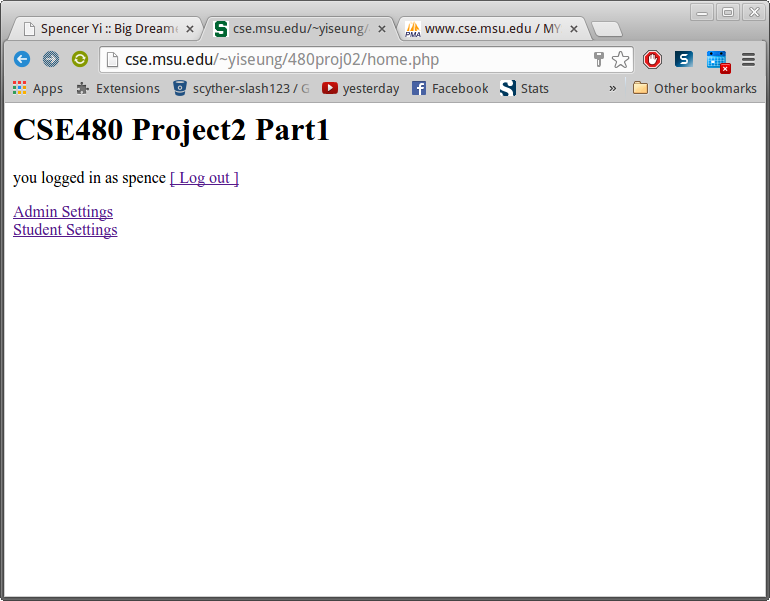 Spencer Yi :: Big Dream
cse.msu.edu/~yiseung/
PMA www.cse.msu.edu / MY
cse.msu.edu/~yiseung/480proj02/home.php
S
Apps Extensions scyther-slash123 / G yesterday Facebook Stats » Other bookmarks
CSE480 Project2 Part1
you logged in as spence [ Log out ]
Admin Settings
Student Settings